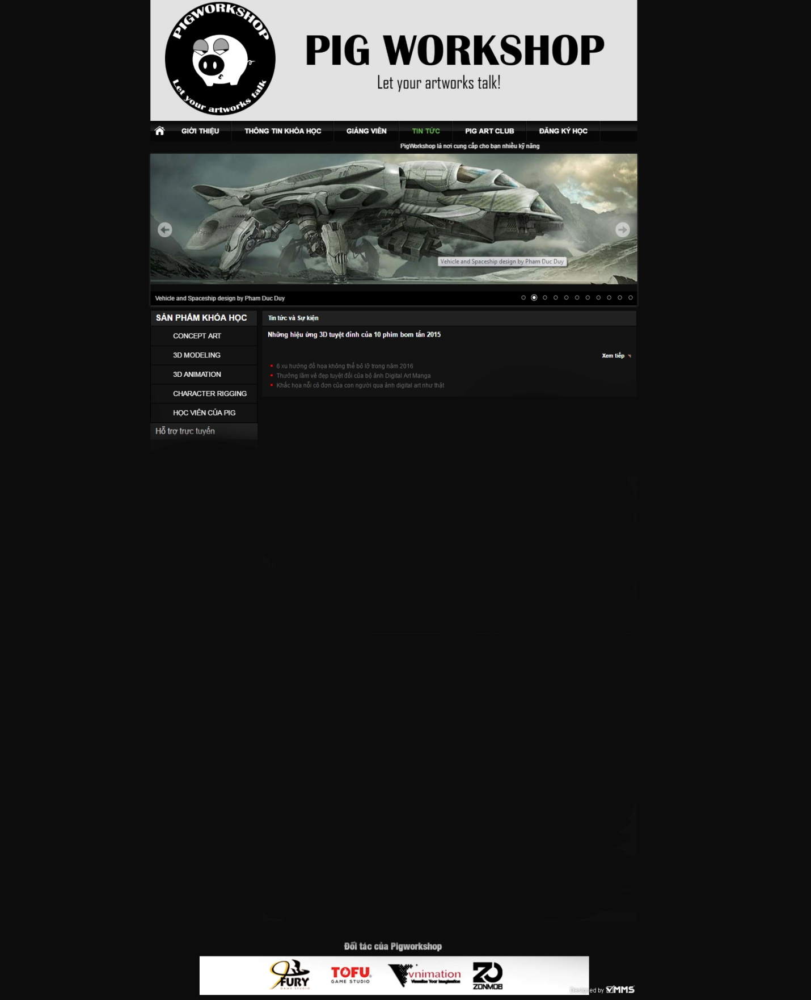 PIGWORKSHOP
Let your artworks talk
PIG WORKSHOP
Let your artworks talk!
GIỚI THIỆU
THÔNG TIN KHÓA HỌC
GIẢNG VIÊN
TIN TỨC
PIG ART CLUB
ĐĂNG KÝ HỌC
PigWorkshop là nơi cung cấp cho bạn nhiều kỹ năng
Vehicle and Spaceship design by Pham Duc Duy
Vehicle and Spaceship design by Pham Duc Duy
SẢN PHẨM KHÓA HỌC
CONCEPT ART
3D MODELING
3D ANIMATION
CHARACTER RIGGING
HỌC VIÊN CỦA PIG
Hỗ trợ trực tuyến
Tin tức và Sự kiện
Những hiệu ứng 3D tuyệt đỉnh của 10 phim bom tấn 2015
Xem tiếp
6 xu hướng đồ họa không thể bỏ lỡ trong năm 2016
Thưởng lãm vẻ đẹp tuyệt đối của bộ ảnh Digital Art Manga
Khắc họa nỗi cô đơn của con người qua ảnh digital art như thật
Đối tác của Pigworkshop
FURY
GAME STUDIO
TOFU
GAME STUDIO
vnimation
Visualize Your Imagination
ZONMOB
Designed by VMMS